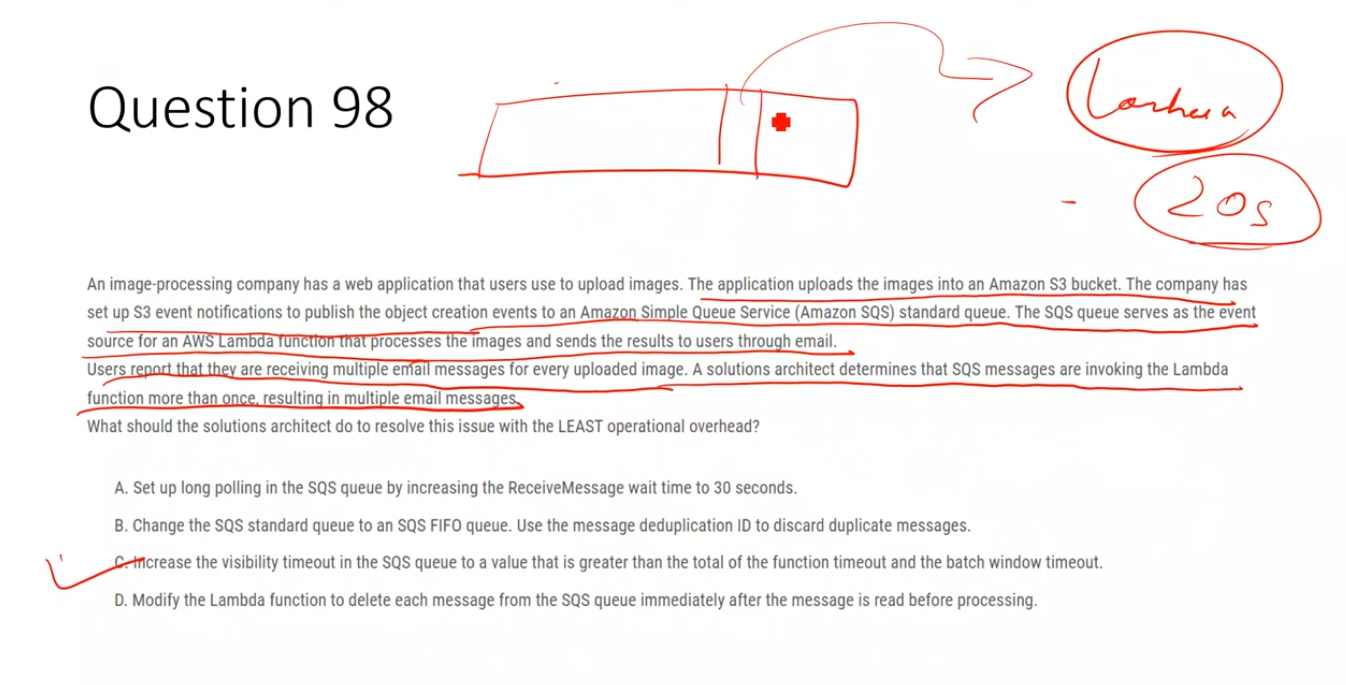 Question 98
20s
An image-processing company has a web application that users use to upload images. The application uploads the images into an Amazon S3 bucket. The company has
set up S3 event notifications to publish the object creation events to an Amazon Simple Queue Service (Amazon SQS) standard queue. The SQS queue serves as the event
source for an AWS Lambda function that processes the images and sends the results to users through email.
Users report that they are receiving multiple email messages for every uploaded image. A solutions architect determines that SQS messages are invoking the Lambda
function more than once, resulting in multiple email messages.
What should the solutions architect do to resolve this issue with the LEAST operational overhead?
A. Set up long polling in the SQS queue by increasing the ReceiveMessage wait time to 30 seconds.
B. Change the SQS standard queue to an SQS FIFO queue. Use the message deduplication ID to discard duplicate messages.
C. Increase the visibility timeout in the SQS queue to a value that is greater than the total of the function timeout and the batch window timeout.
D. Modify the Lambda function to delete each message from the SQS queue immediately after the message is read before processing.